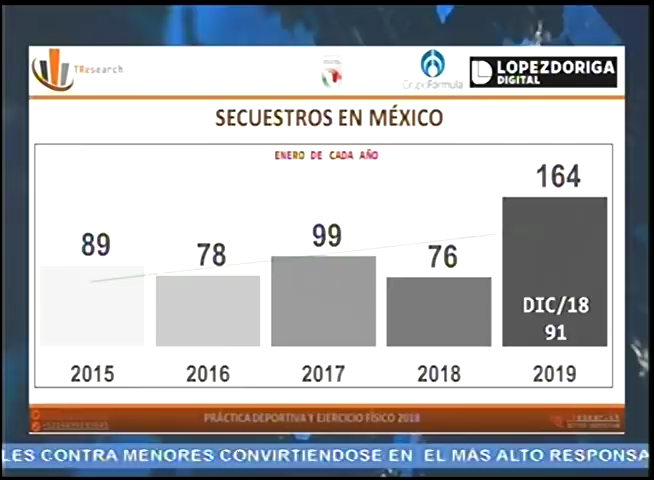 TResearch
GrupoFórmula
LOPEZDORIGA
DIGITAL
SECUESTROS EN MÉXICO
ENERO DE CADA AÑO
89
78
99
76
164
DIC/18
91
2015
2016
2017
2018
2019
PRÁCTICA DEPORTIVA Y EJERCICIO FÍSICO 2018
LES CONTRA MENORES CONVIRTIENDOSE EN EL MAS ALTO RESPONSA